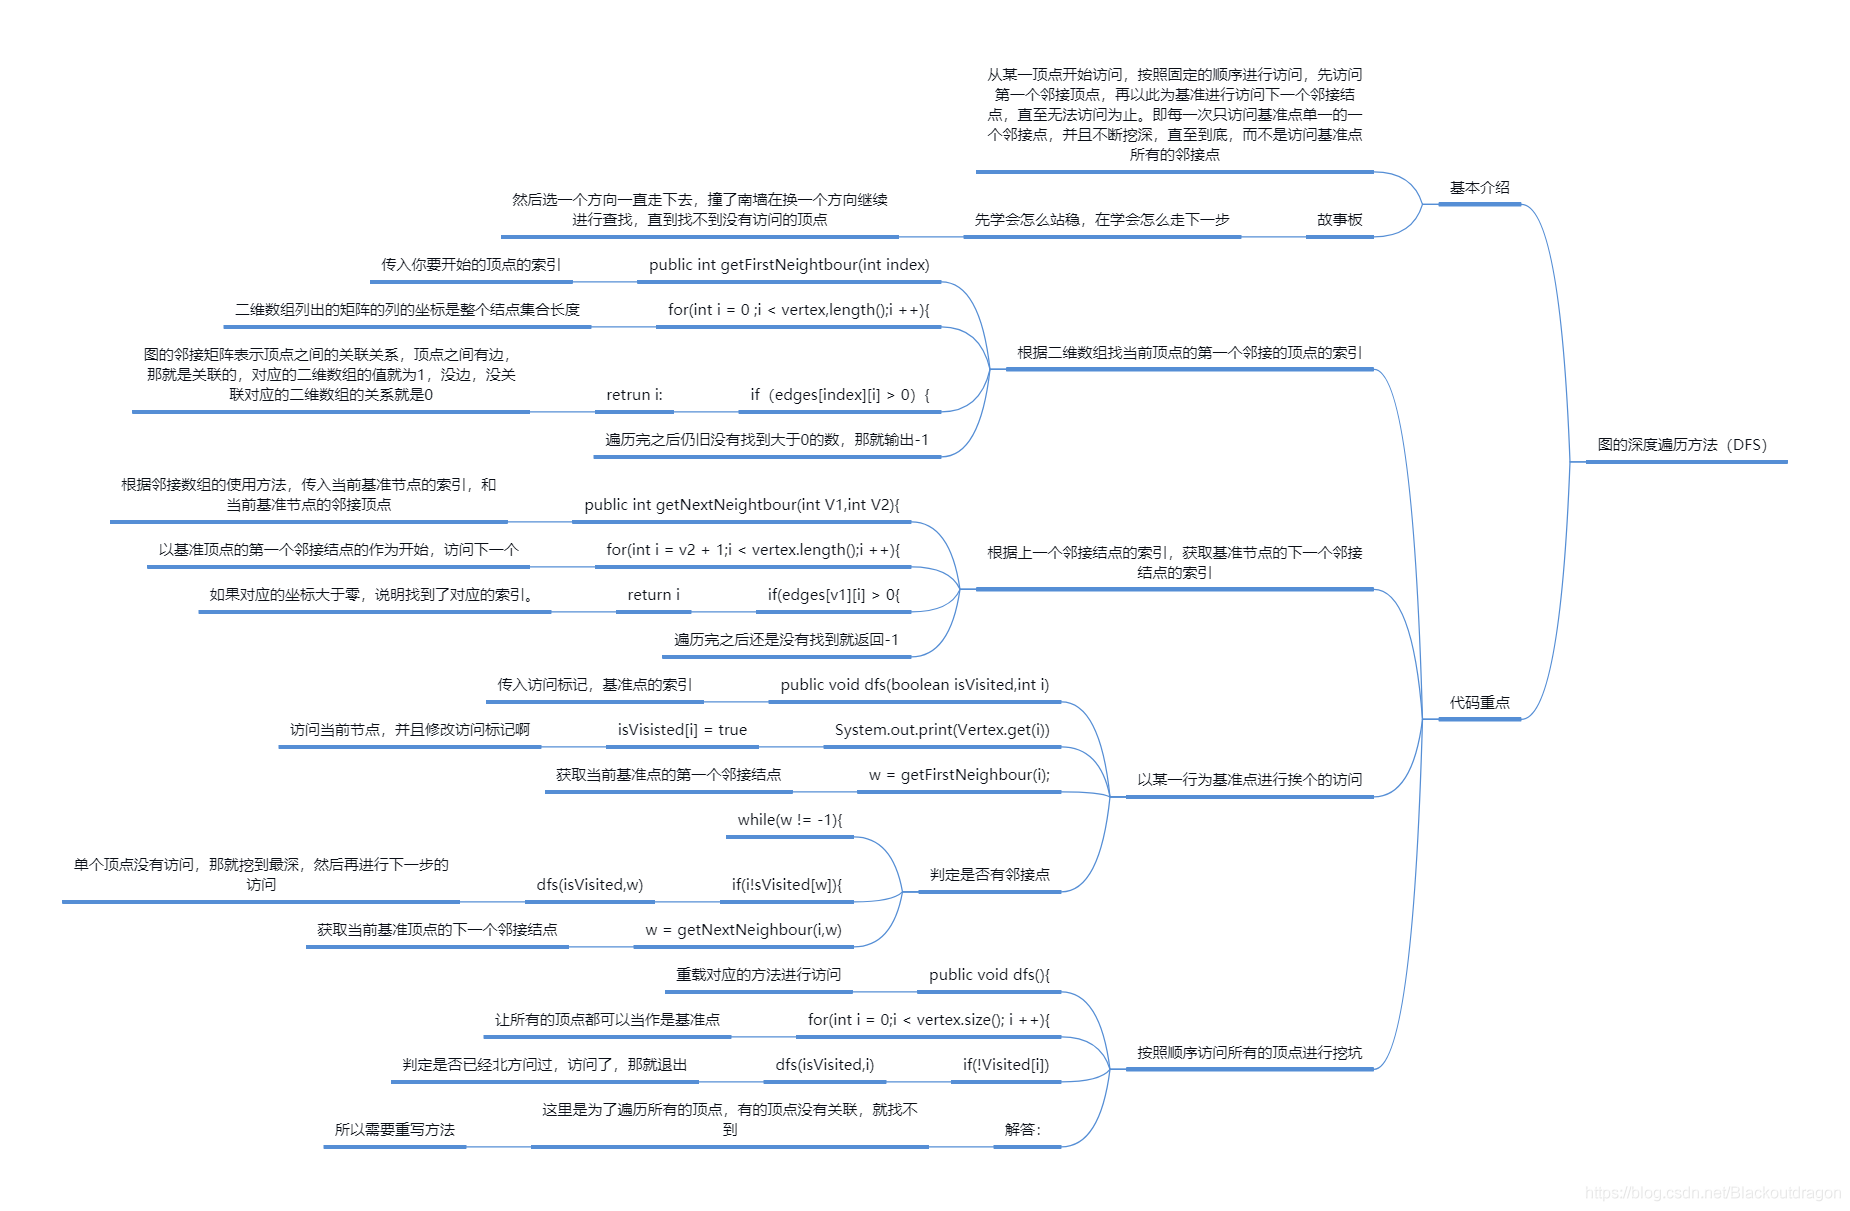 从某一顶点开始访问，按照固定的顺序进行访问，先访问
第一个邻接顶点，再以此为基准进行访问下一个邻接结
点，直至无法访问为止。即每一次只访问基准点单一的一
个邻接点，并且不断挖深，直至到底，而不是访问基准点
所有的邻接点
基本介绍
然后选一个方向一直走下去，撞了南墙在换一个方向继续
进行查找，直到找不到没有访问的顶点
先学会怎么站稳，在学会怎么走下一步
故事板
传入你要开始的顶点的索引
public int getFirstNeightbour(int index)
二维数组列出的矩阵的列的坐标是整个结点集合长度
for(int i = 0 ;i < vertex,length();i ++){
根据二维数组找当前顶点的第一个邻接的顶点的索引
图的邻接矩阵表示顶点之间的关联关系，顶点之间有边，
那就是关联的，对应的二维数组的值就为1，没边，没关
联对应的二维数组的关系就是0
retrun i:
if（edges[index][i] > 0）{
遍历完之后仍旧没有找到大于0的数，那就输出-1
图的深度遍历方法（DFS）
根据邻接数组的使用方法，传入当前基准节点的索引，和
当前基准节点的邻接顶点
public int getNextNeightbour(int V1,int V2){
以基准顶点的第一个邻接结点的作为开始，访问下一个
for(int i = v2 + 1;i < vertex.length();i ++){
根据上一个邻接结点的索引，获取基准节点的下一个邻接
结点的索引
如果对应的坐标大于零，说明找到了对应的索引。
return i
if(edges[v1][i] > 0{
遍历完之后还是没有找到就返回-1
传入访问标记，基准点的索引
public void dfs(boolean isVisited,int i)
代码重点
访问当前节点，并且修改访问标记啊
isVisisted[i] = true
System.out.print(Vertex.get(i))
获取当前基准点的第一个邻接结点
w = getFirstNeighbour(i);
以某一行为基准点进行挨个的访问
while(w != -1){
单个顶点没有访问，那就挖到最深，然后再进行下一步的
访问
dfs(isVisited,w)
if(i!sVisited[w]){
判定是否有邻接点
获取当前基准顶点的下一个邻接结点
w = getNextNeighbour(i,w)
重载对应的方法进行访问
public void dfs(){
让所有的顶点都可以当作是基准点
for(int i = 0;i < vertex.size(); i ++){
按照顺序访问所有的顶点进行挖坑
判定是否已经北方问过，访问了，那就退出
dfs(isVisited,i)
if(!Visited[i])
这里是为了遍历所有的顶点，有的顶点没有关联，就找不
到
所以需要重写方法
解答：
https://blog.csdn.net/Blackoutdragon